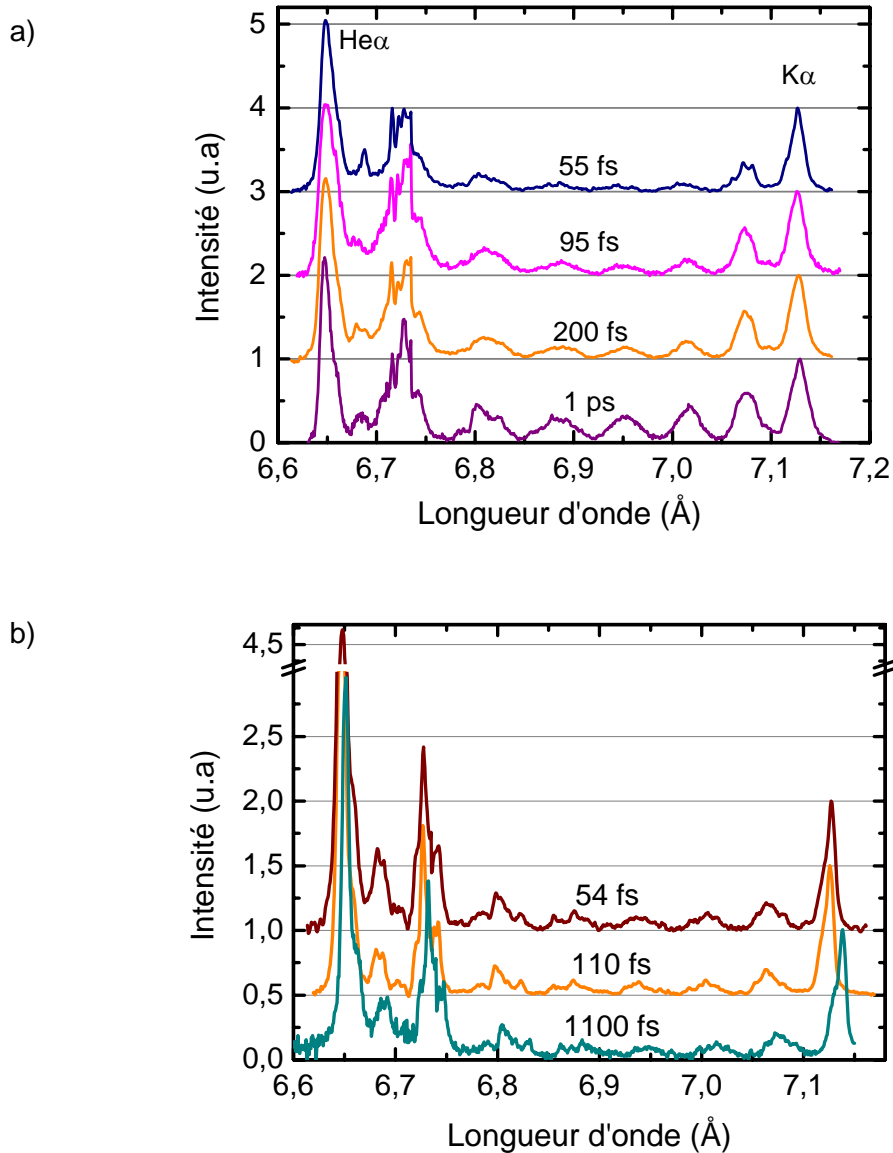 a)
Heα
Kα
55 fs
95 fs
200 fs
1 ps
Intensité (u.a)
5
4
3
2
1
0
6,6 6,7 6,8 6,9 7,0 7,1 7,2
Longueur d'onde (Å)
b)
4,5
2,5
2,0
1,5
1,0
0,5
0,0
Intensité (u.a)
54 fs
110 fs
1100 fs
6,6 6,7 6,8 6,9 7,0 7,1
Longueur d'onde (Å)